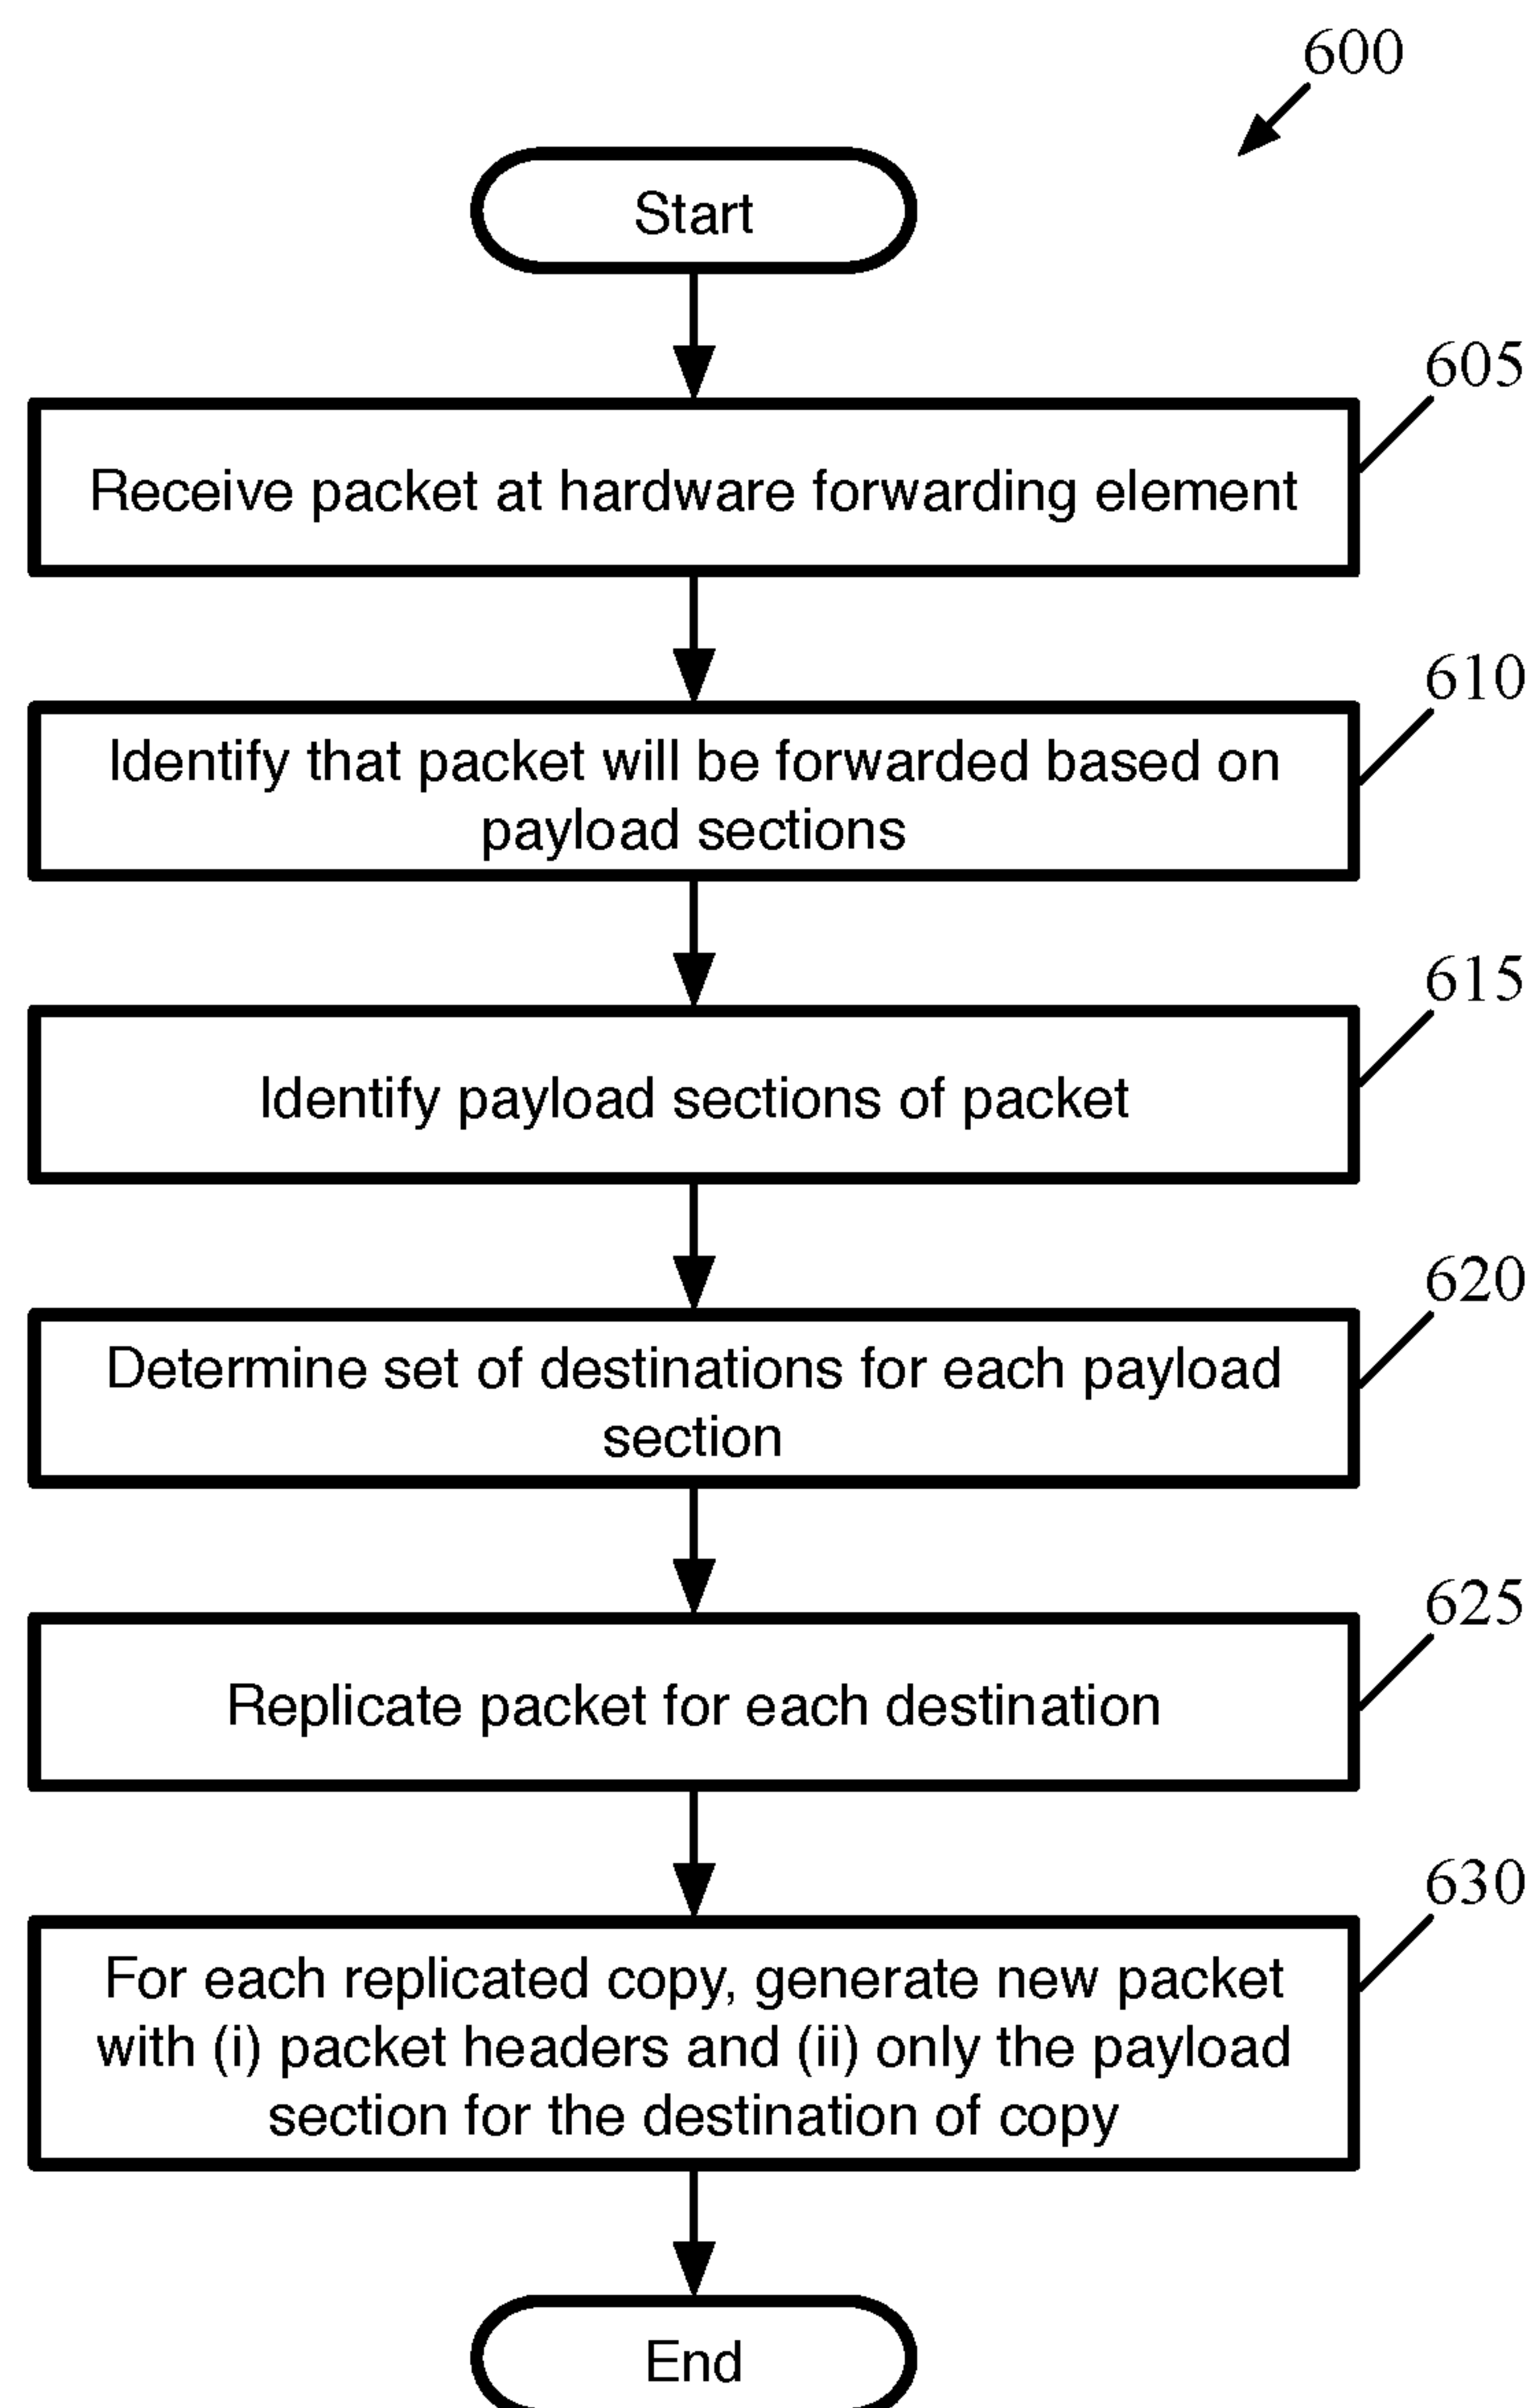 600
Start
605
Receive packet at hardware forwarding element
610
Identify that packet will be forwarded based on
payload sections
615
Identify payload sections of packet
620
Determine set of destinations for each payload
section
625
Replicate packet for each destination
630
For each replicated copy, generate new packet
with (i) packet headers and (ii) only the payload
section for the destination of copy
End